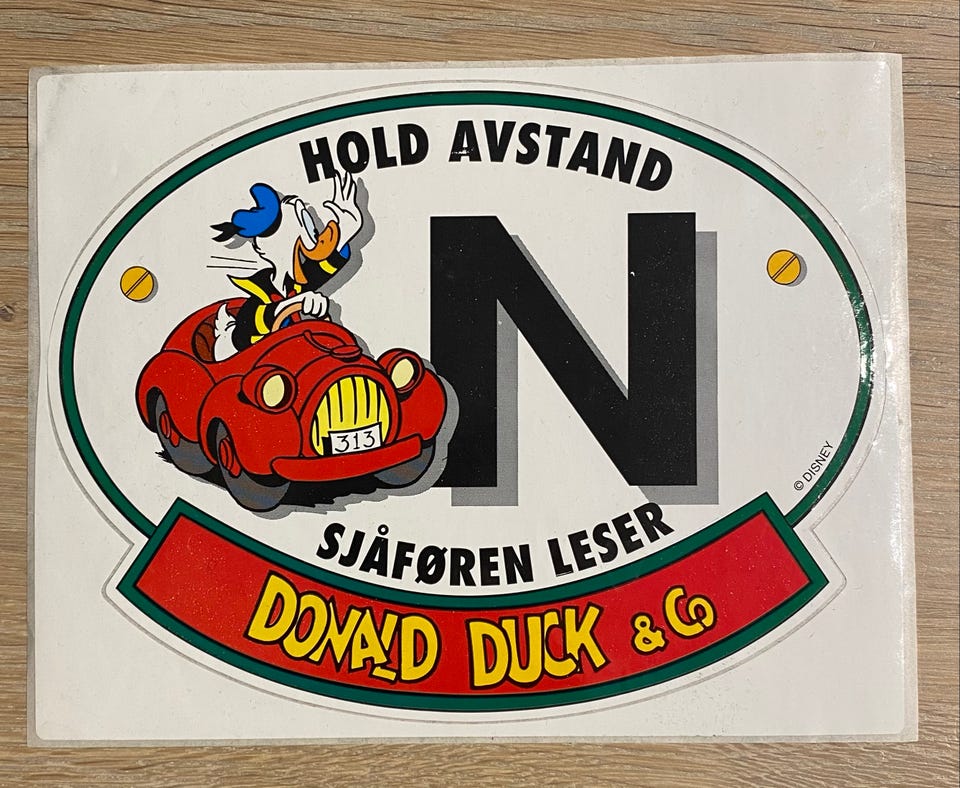 HOLD AVSTAND
N
313
© DISNEY
SJÅFØREN LESER
DONALD DUCK & Co